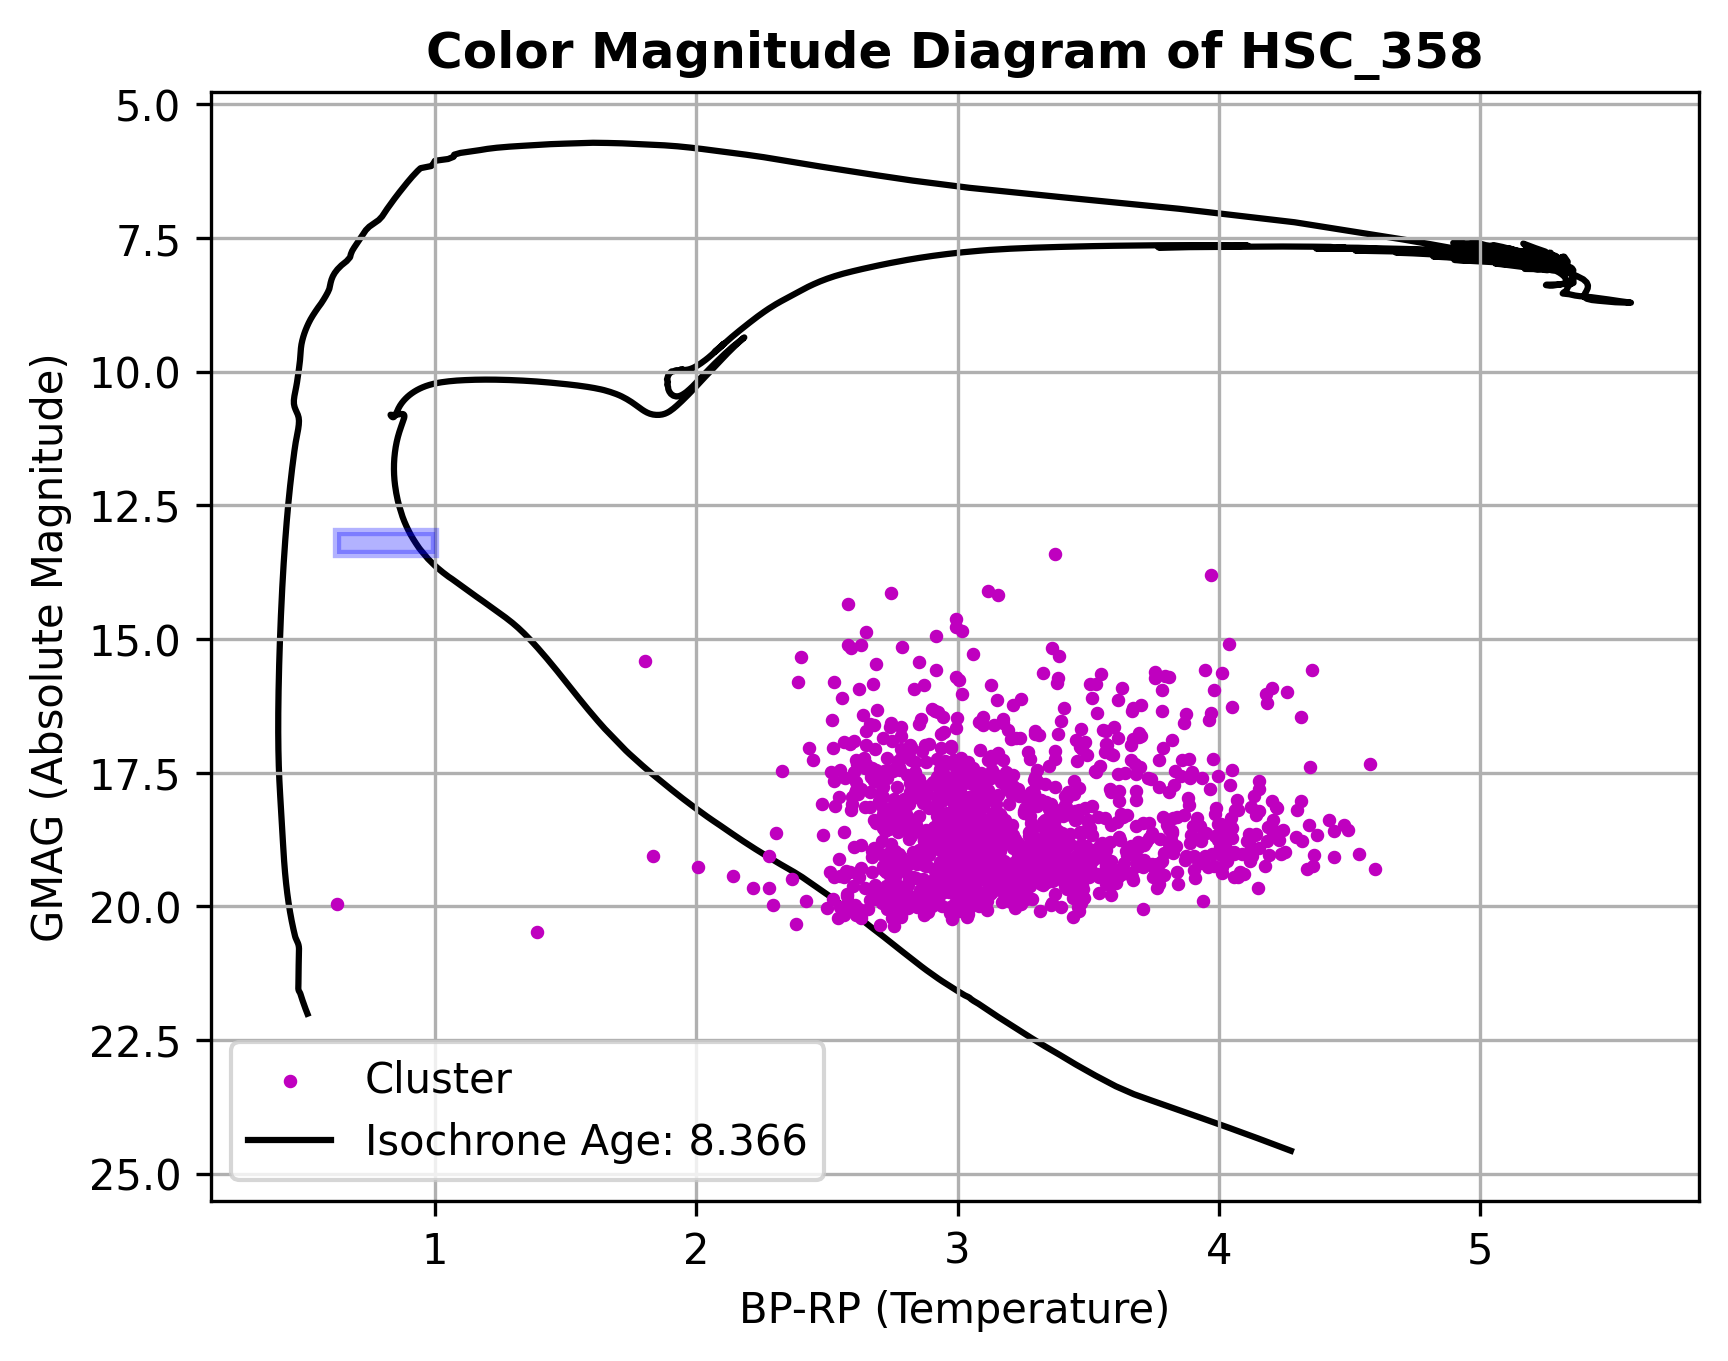 Color Magnitude Diagram of HSC_358
GMAG (Absolute Magnitude)
5.0
7.5
10.0
12.5
15.0
17.5
20.0
22.5
25.0
Cluster
Isochrone Age: 8.366
1 2 3 4 5
BP-RP (Temperature)